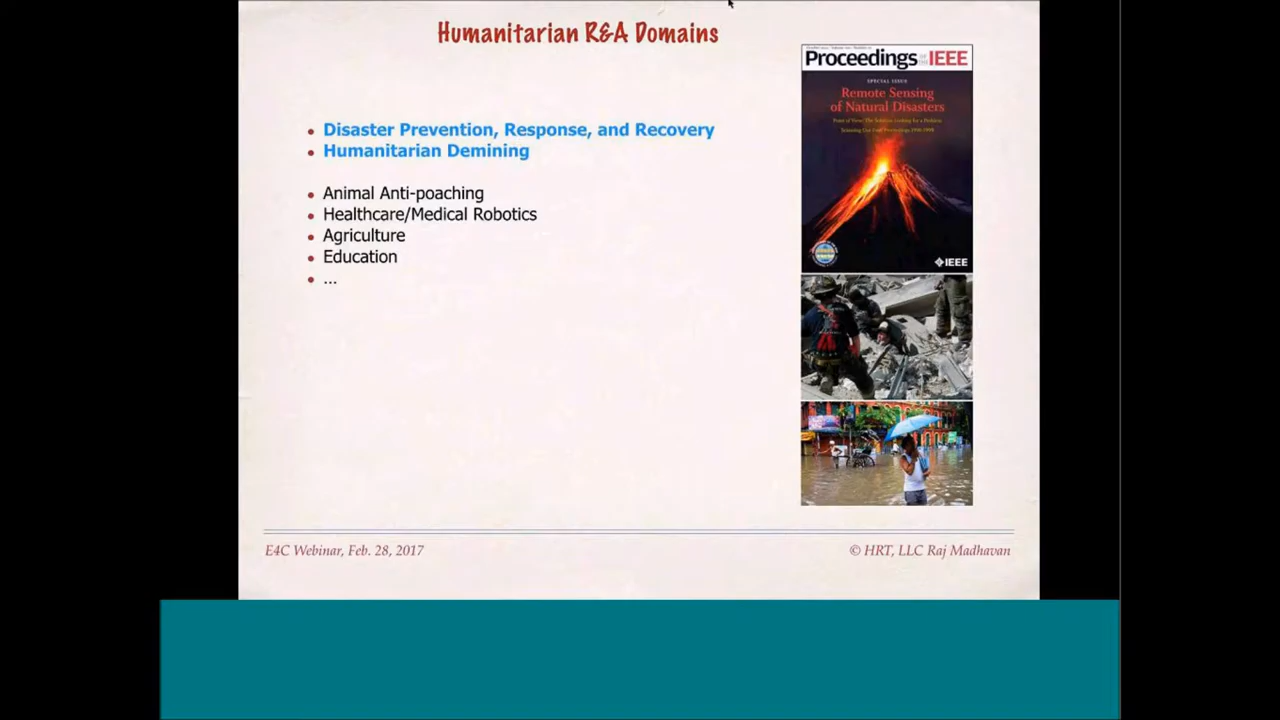 Humanitarian R&A Domains
Disaster Prevention, Response, and Recovery
Humanitarian Demining
Animal Anti-poaching
Healthcare/Medical Robotics
Agriculture
Education
...
Proceedings OF THE IEEE
SPECIAL ISSUE
Remote Sensing
of Natural Disasters
IEEE
E4C Webinar, Feb. 28, 2017
© HRT, LLC Raj Madhavan